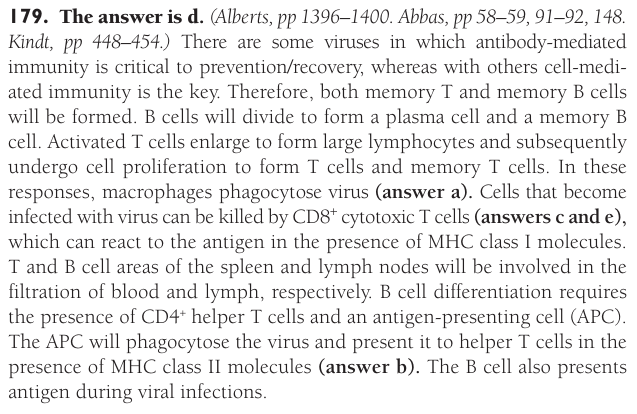 179. The answer is d. (Alberts, pp 1396–1400. Abbas, pp 58–59, 91–92, 148.
Kindt, pp 448–454.) There are some viruses in which antibody-mediated
immunity is critical to prevention/recovery, whereas with others cell-medi-
ated immunity is the key. Therefore, both memory T and memory B cells
will be formed. B cells will divide to form a plasma cell and a memory B
cell. Activated T cells enlarge to form large lymphocytes and subsequently
undergo cell proliferation to form T cells and memory T cells. In these
responses, macrophages phagocytose virus (answer a). Cells that become
infected with virus can be killed by CD8⁺ cytotoxic T cells (answers c and e),
which can react to the antigen in the presence of MHC class I molecules.
T and B cell areas of the spleen and lymph nodes will be involved in the
filtration of blood and lymph, respectively. B cell differentiation requires
the presence of CD4⁺ helper T cells and an antigen-presenting cell (APC).
The APC will phagocytose the virus and present it to helper T cells in the
presence of MHC class II molecules (answer b). The B cell also presents
antigen during viral infections.